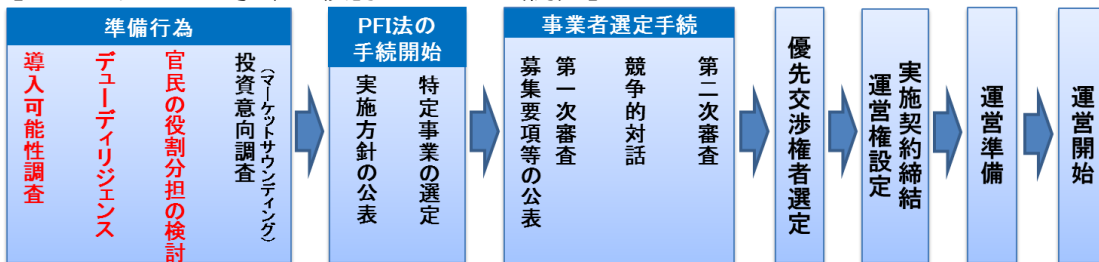 準備行為
導入可能性調査
デューディリジェンス
官民の役割分担の検討
投資意向調査
（マーケットサウンディング）
PFI法の
手続開始
実施方針の公表
特定事業の選定
事業者選定手続
募集要項等の公表
第一次審査
競争的対話
第二次審査
優先交渉権者選定
実施契約締結
運営権設定
運営準備
運営開始